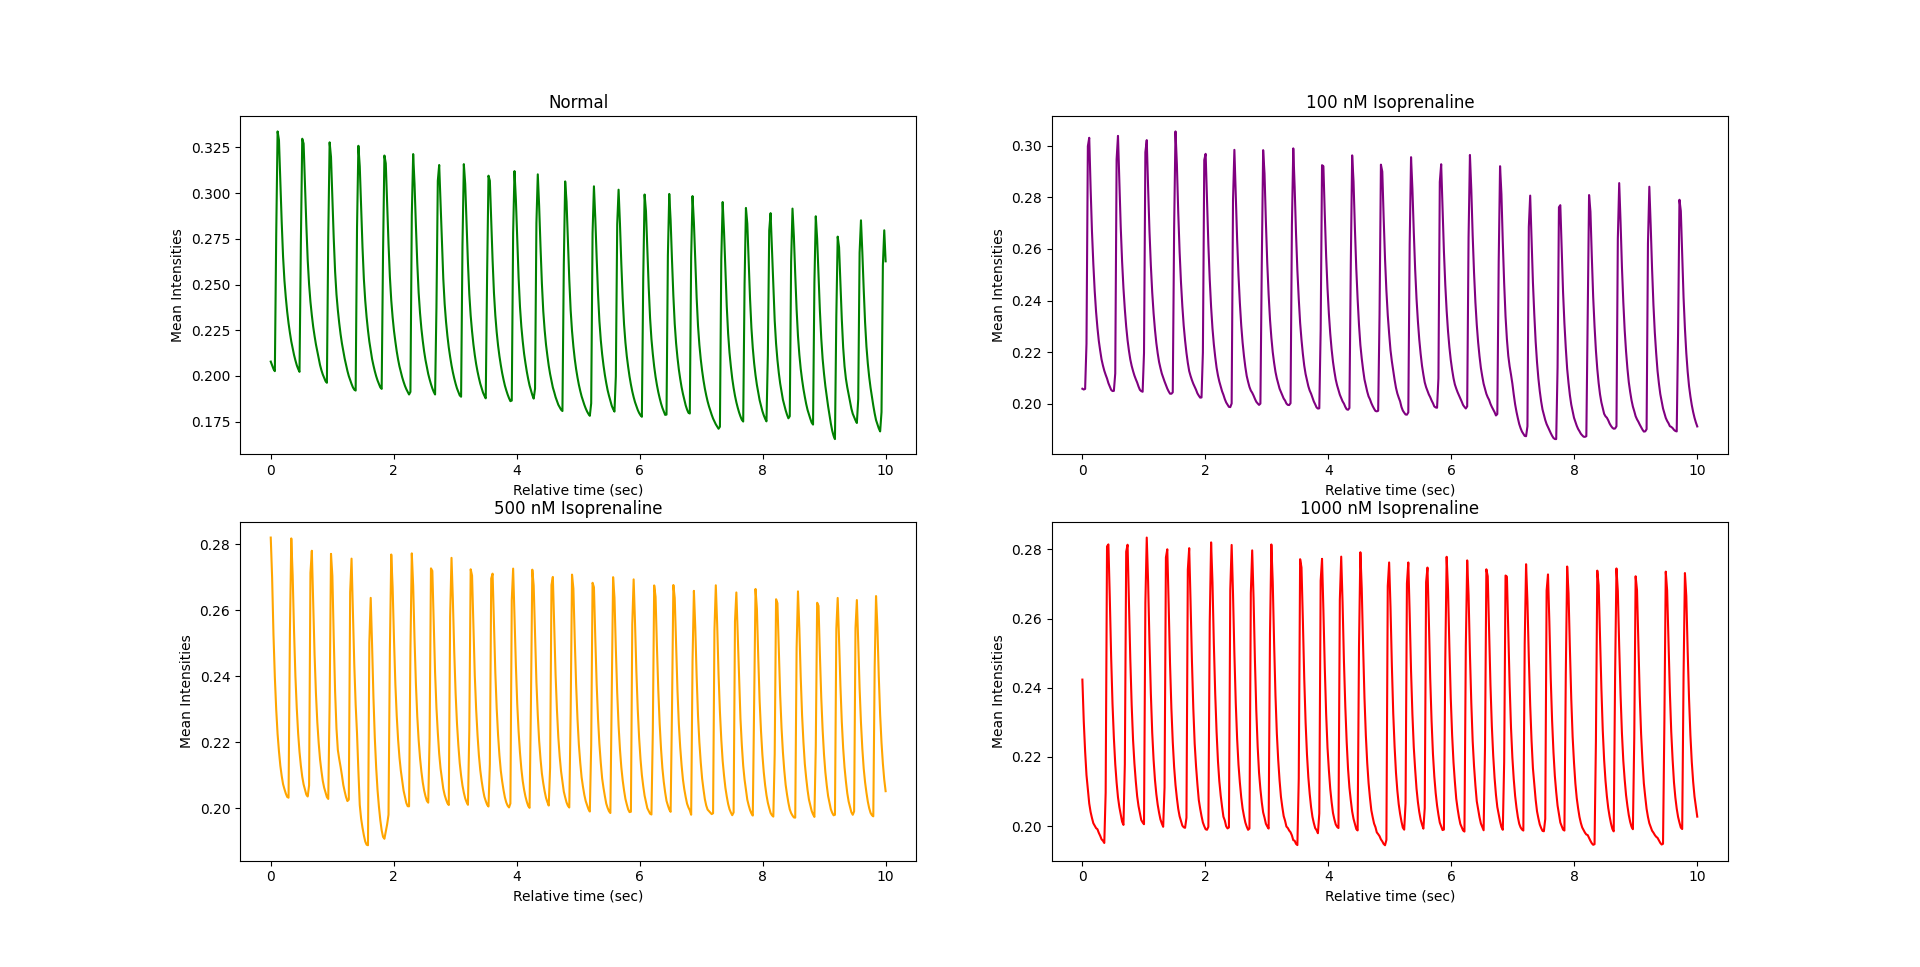 Normal
0.325
0.300
0.275
0.250
0.225
0.200
0.175
Mean Intensities
0 2 4 6 8 10
Relative time (sec)
100 nM Isoprenaline
0.30
0.28
0.26
0.24
0.22
0.20
Mean Intensities
0 2 4 6 8 10
Relative time (sec)
500 nM Isoprenaline
0.28
0.26
0.24
0.22
0.20
Mean Intensities
0 2 4 6 8 10
Relative time (sec)
1000 nM Isoprenaline
0.28
0.26
0.24
0.22
0.20
Mean Intensities
0 2 4 6 8 10
Relative time (sec)